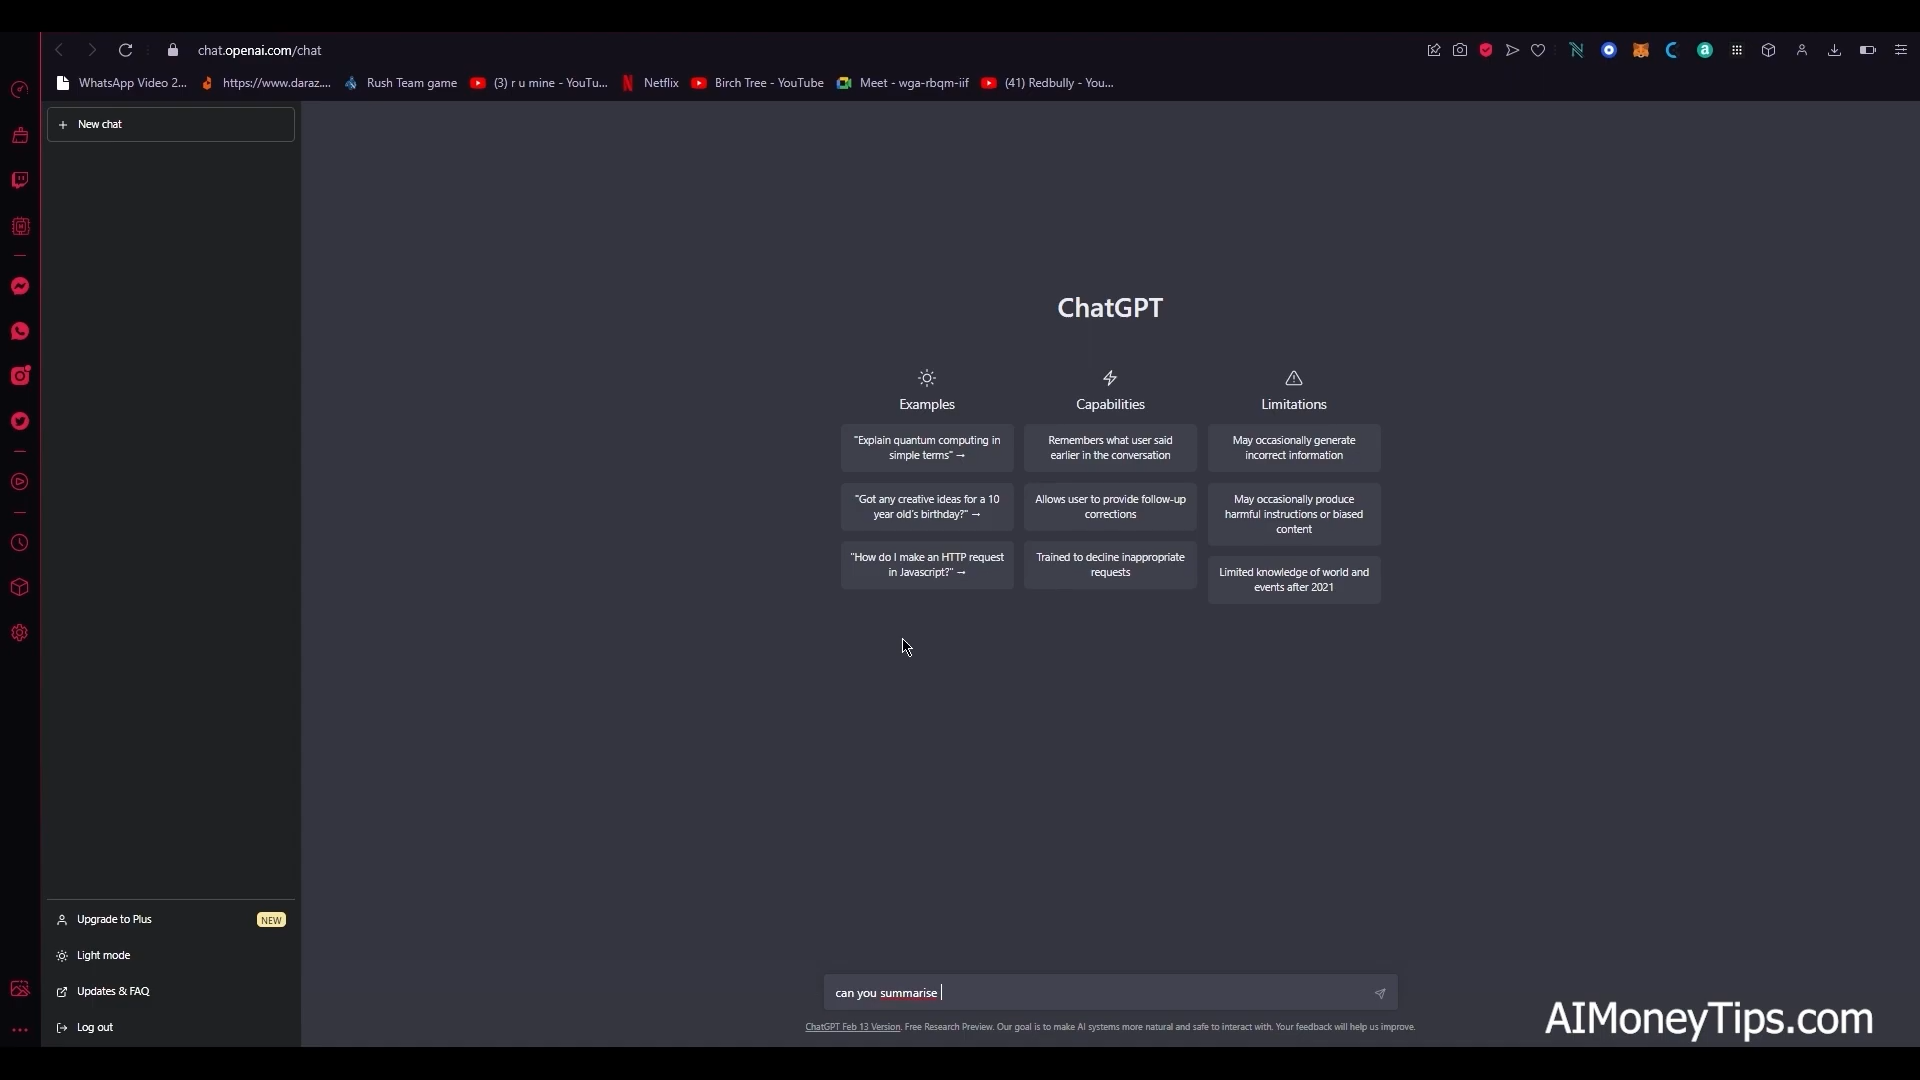 chat.openai.com/chat
WhatsApp Video 2...
https://www.daraz....
Rush Team game
(3) r u mine - YouTu...
Netflix
Birch Tree - YouTube
Meet - wga-rbqm-iif
(41) Redbully - You...
+ New chat
ChatGPT
Examples
"Explain quantum computing in
simple terms" →
"Got any creative ideas for a 10
year old's birthday?" →
"How do I make an HTTP request
in Javascript?" →
Capabilities
Remembers what user said
earlier in the conversation
Allows user to provide follow-up
corrections
Trained to decline inappropriate
requests
Limitations
May occasionally generate
incorrect information
May occasionally produce
harmful instructions or biased
content
Limited knowledge of world and
events after 2021
Upgrade to Plus
NEW
Light mode
Updates & FAQ
Log out
can you summarise
ChatGPT Feb 13 Version. Free Research Preview. Our goal is to make AI systems more natural and safe to interact with. Your feedback will help us improve.
AIMoneyTips.com